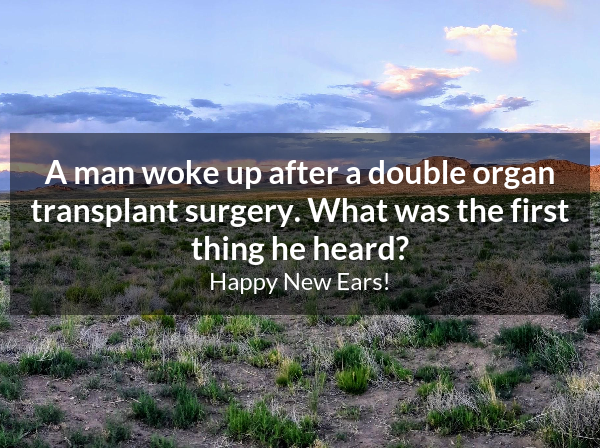 A man woke up after a double organ
transplant surgery. What was the first
thing he heard?
Happy New Ears!